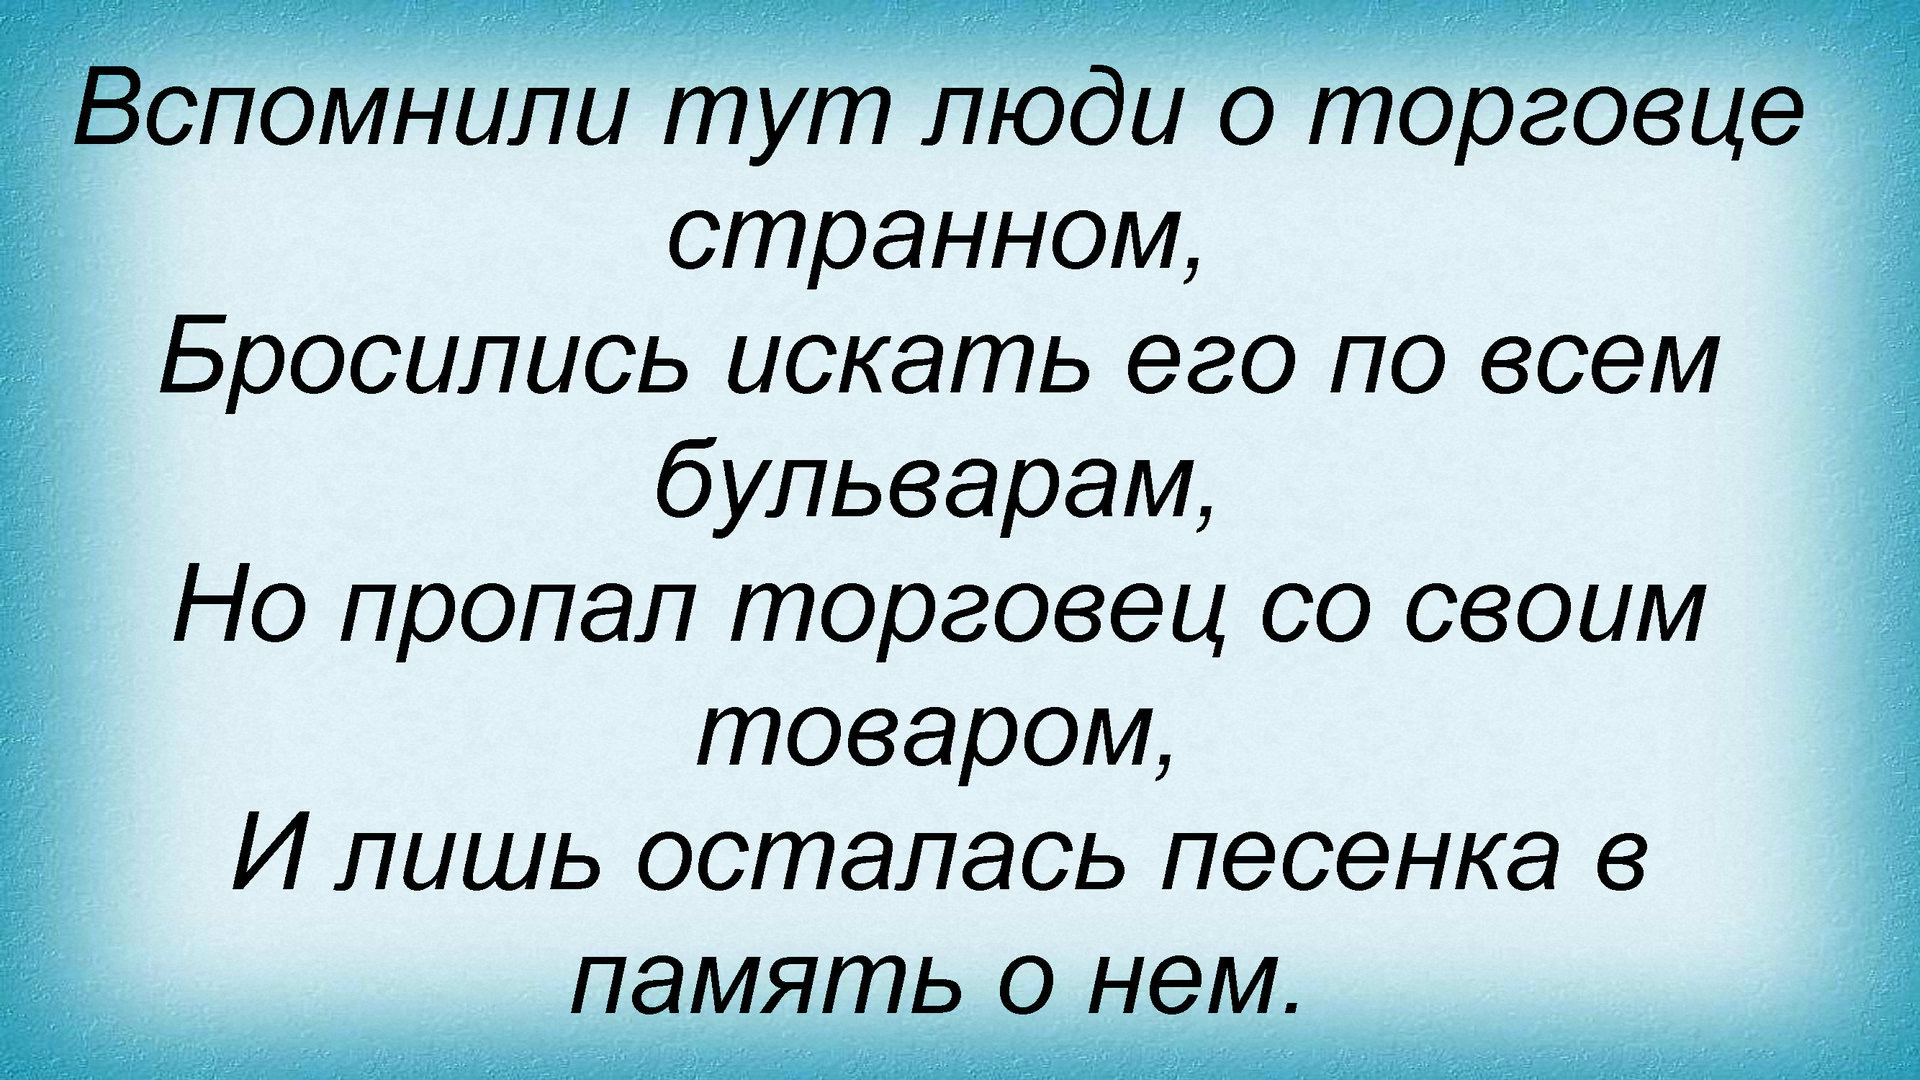 Вспомнили тут люди о торговце
странном,
Бросились искать его по всем
бульварам,
Но пропал торговец со своим
товаром,
И лишь осталась песенка в
память о нем.